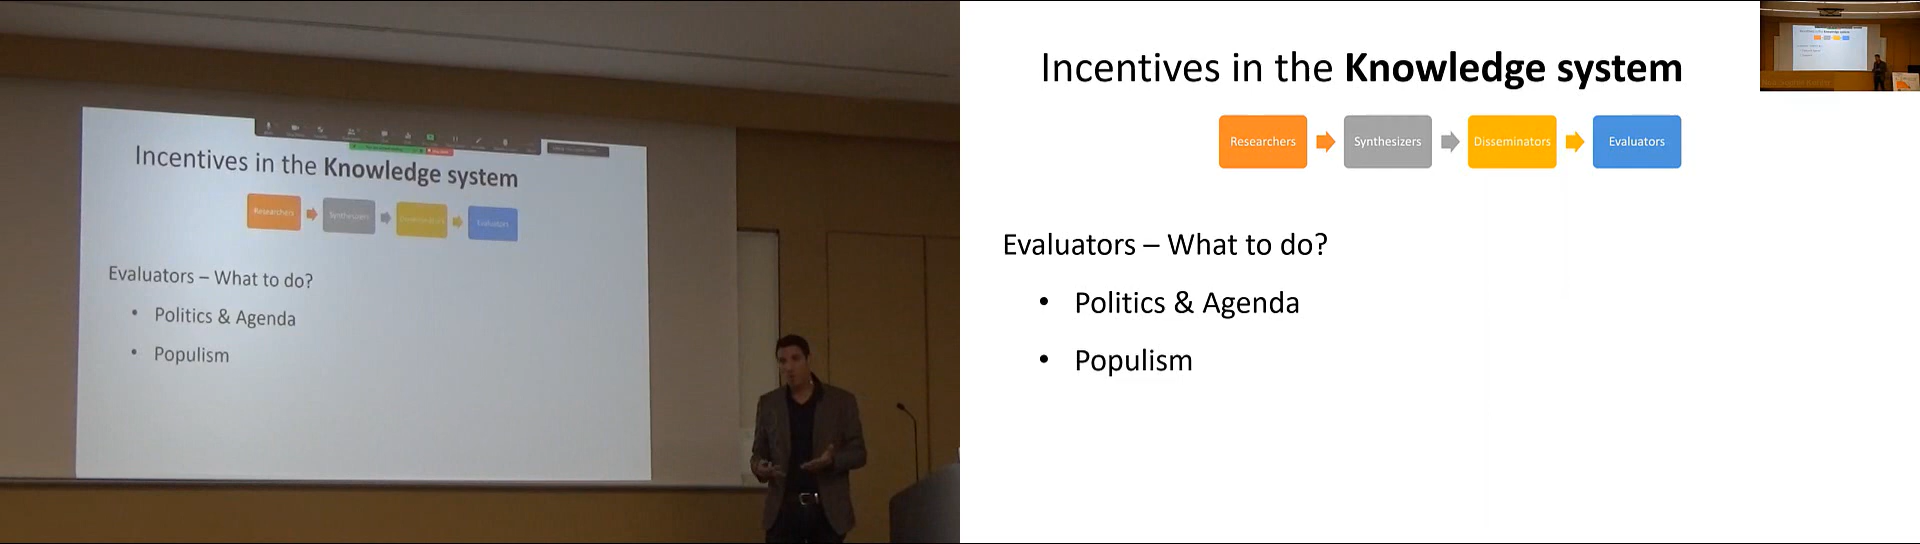 Incentives in the Knowledge system
Researchers
Synthesizers
Evaluators
Evaluators – What to do?
• Politics & Agenda
• Populism
Incentives in the Knowledge system
Researchers
Synthesizers
Disseminators
Evaluators
Evaluators – What to do?
• Politics & Agenda
• Populism